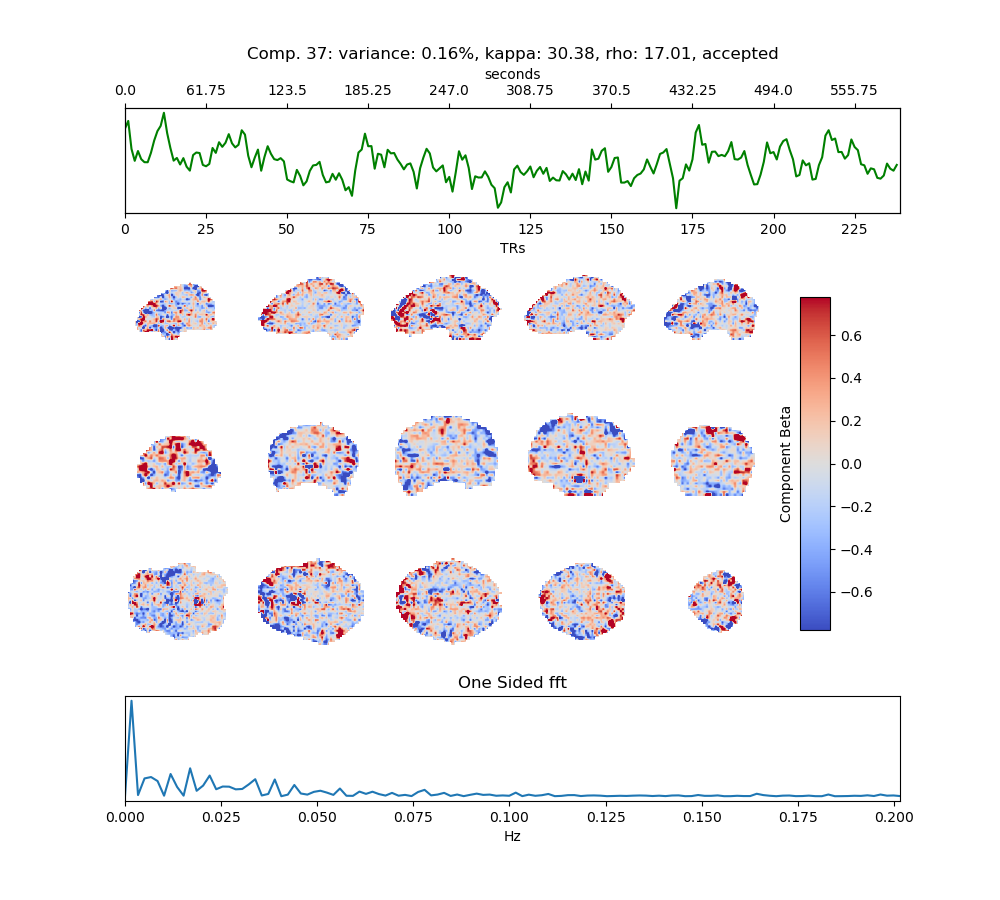 Comp. 37: variance: 0.16%, kappa: 30.38, rho: 17.01, accepted
seconds
0.0 61.75 123.5 185.25 247.0 308.75 370.5 432.25 494.0 555.75
0 25 50 75 100 125 150 175 200 225
TRs
0.6
0.4
0.2
0.0
−0.2
−0.4
−0.6
Component Beta
One Sided fft
0.000 0.025 0.050 0.075 0.100 0.125 0.150 0.175 0.200
Hz